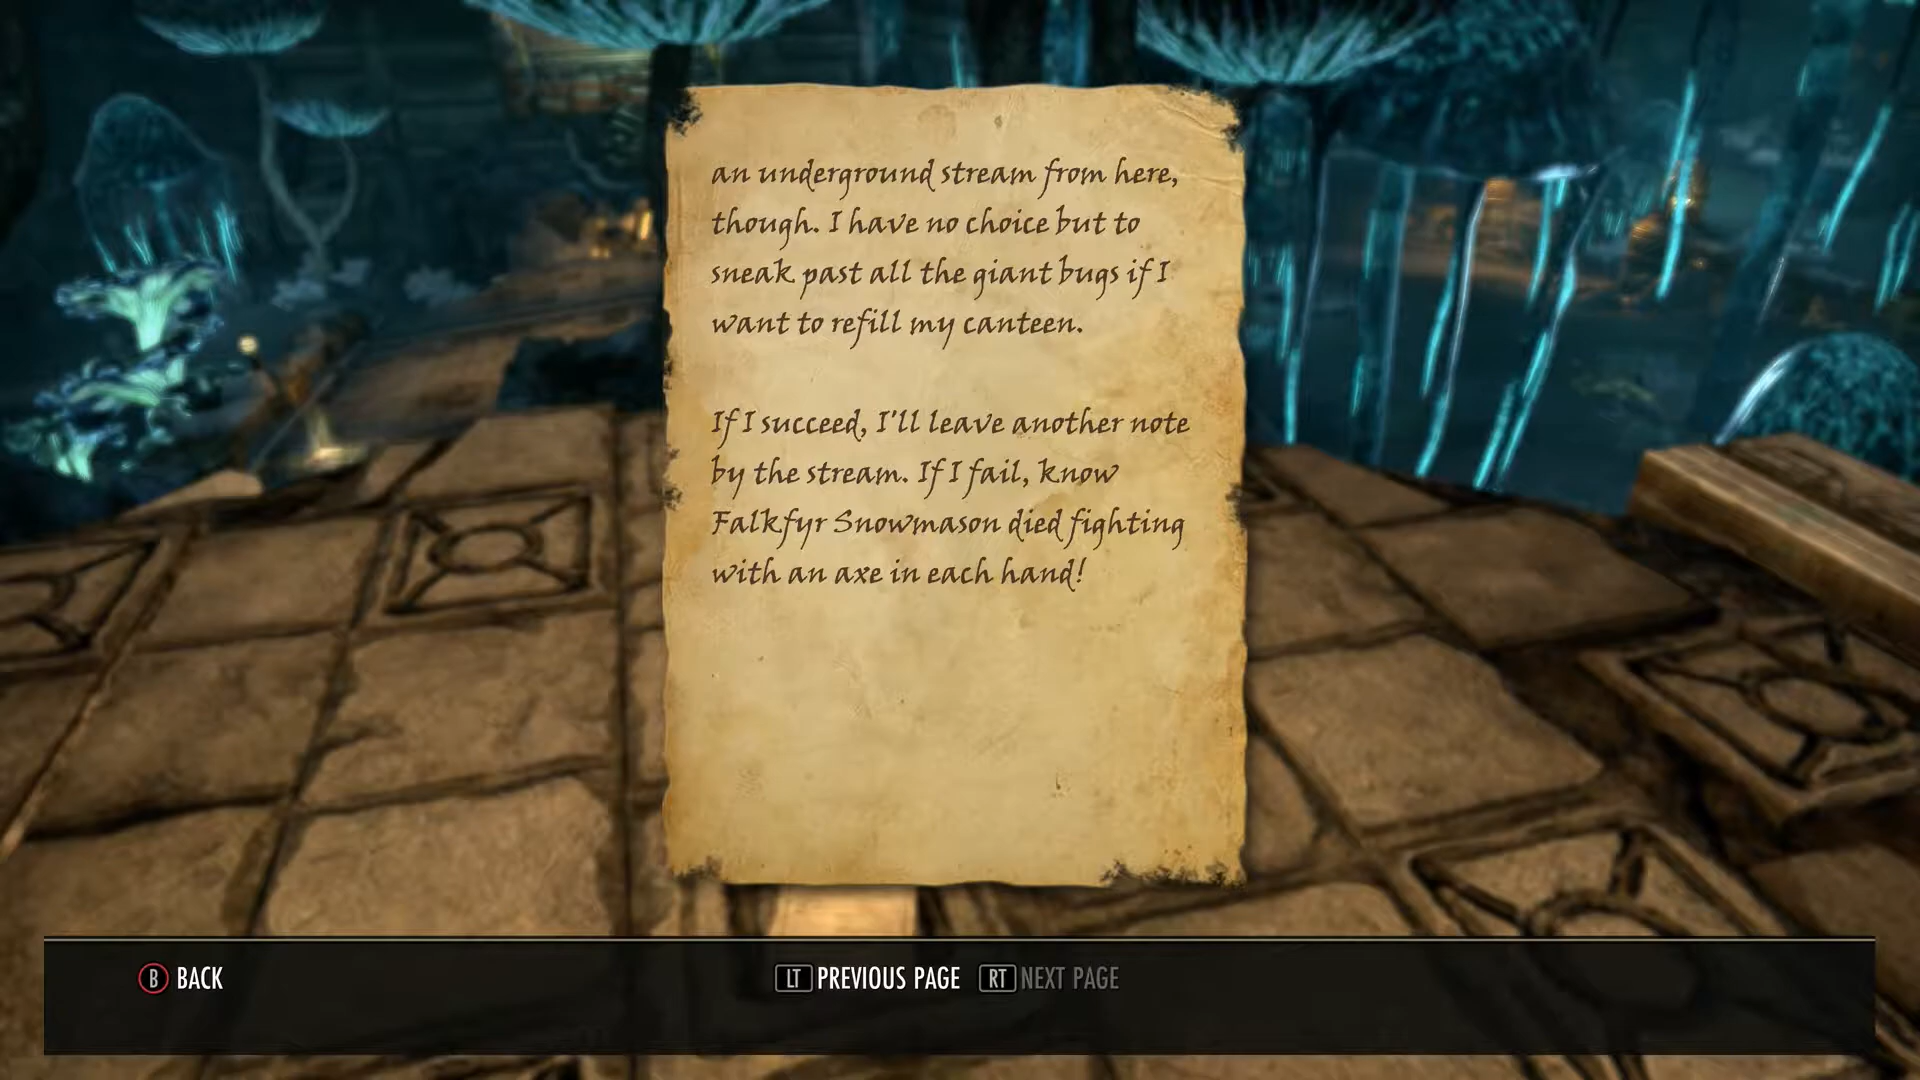 an underground stream from here,
though. I have no choice but to
sneak past all the giant bugs if I
want to refill my canteen.
If I succeed, I'll leave another note
by the stream. If I fail, know
Falkfyr Snowmason died fighting
with an axe in each hand!
B BACK
LT PREVIOUS PAGE RT NEXT PAGE